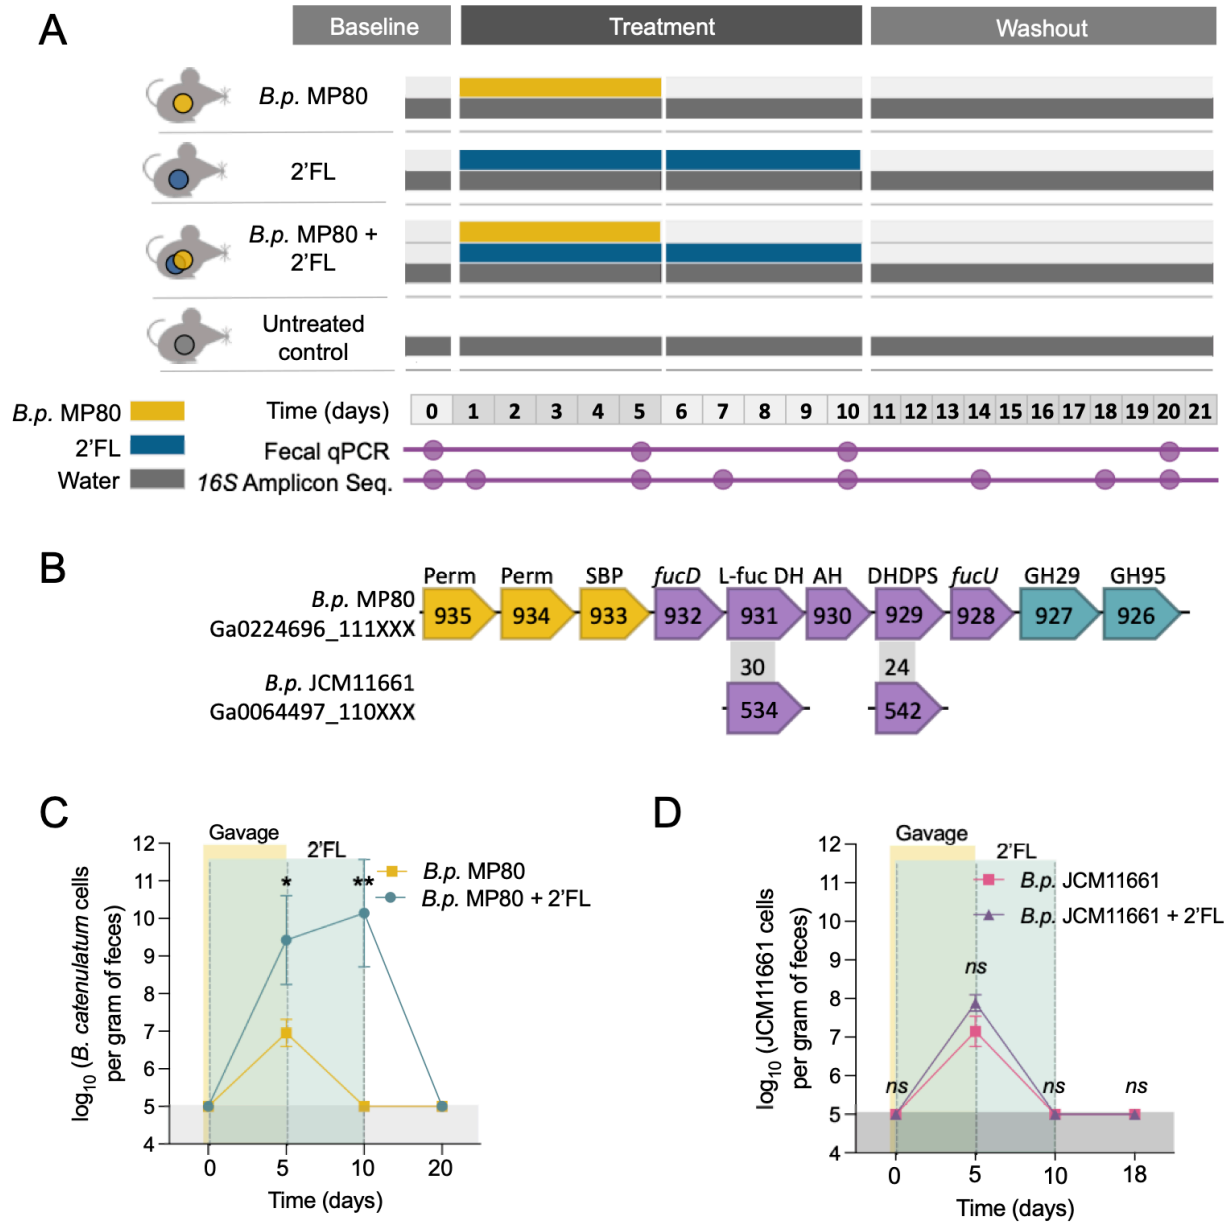 A
Baseline
Treatment
Washout
B.p. MP80
2'FL
B.p. MP80 +
2'FL
Untreated
control
B.p. MP80
2'FL
Water
Time (days)
0 1 2 3 4 5 6 7 8 9 10 11 12 13 14 15 16 17 18 19 20 21
Fecal qPCR
16S Amplicon Seq.
B
Perm Perm SBP fucD L-fuc DH AH DHDPS fucU GH29 GH95
B.p. MP80
Ga0224696_111XXX
935 934 933 932 931 930 929 928 927 926
30 24
B.p. JCM11661
Ga0064497_110XXX
534 542
C
Gavage
2'FL
B.p. MP80
B.p. MP80 + 2'FL
* **
log10 (B. catenulatum cells
per gram of feces)
12
11
10
9
8
7
6
5
4
0 5 10 20
Time (days)
D
Gavage
2'FL
B.p. JCM11661
B.p. JCM11661 + 2'FL
ns
ns ns ns
log10 (JCM11661 cells
per gram of feces)
12
11
10
9
8
7
6
5
4
0 5 10 18
Time (days)